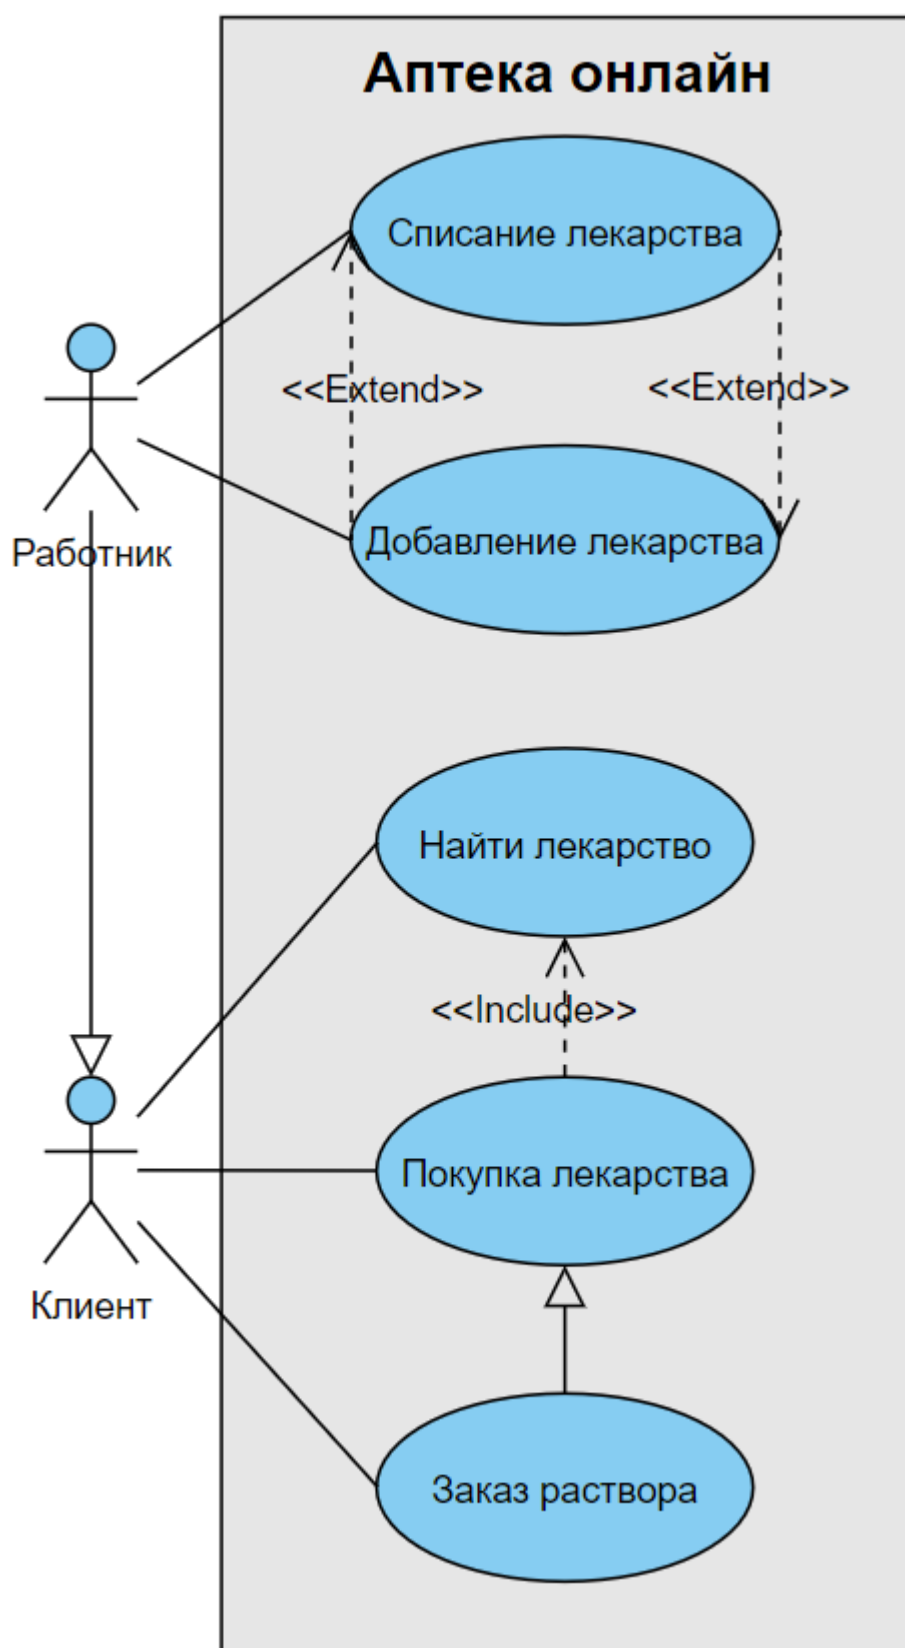 Аптека онлайн
Списание лекарства
<<Extend>>
<<Extend>>
Добавление лекарства
Работник
Найти лекарство
<<Include>>
Покупка лекарства
Клиент
Заказ раствора